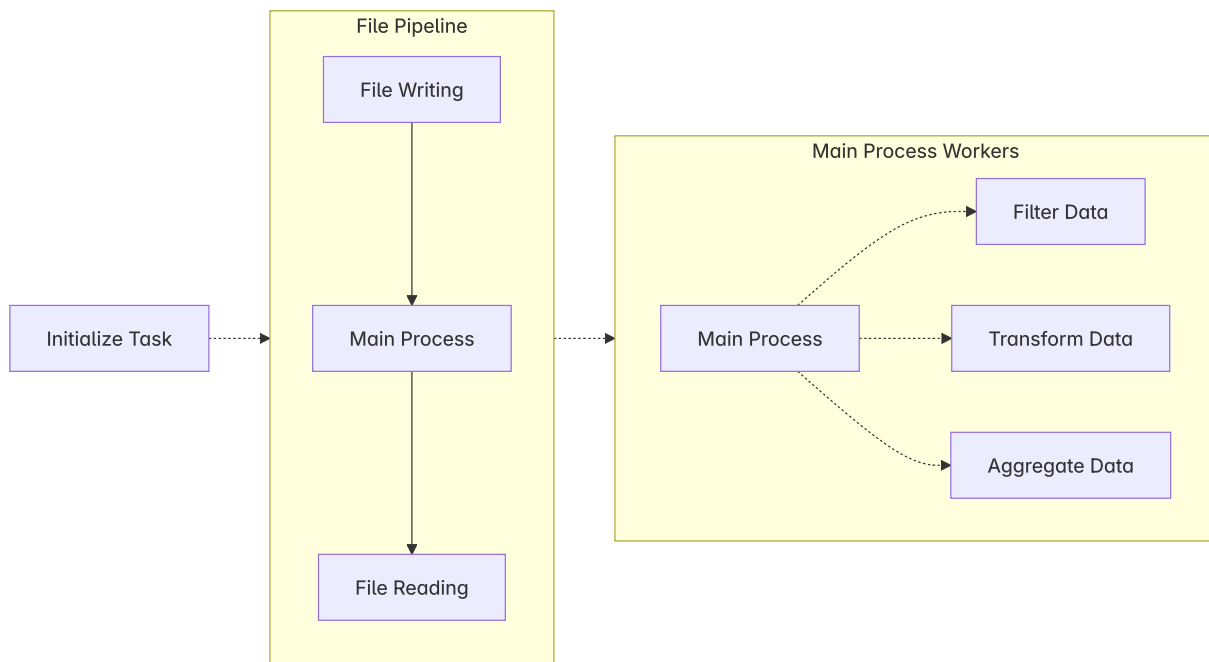 File Pipeline
File Writing
Main Process Workers
Filter Data
Initialize Task
Main Process
Main Process
Transform Data
Aggregate Data
File Reading